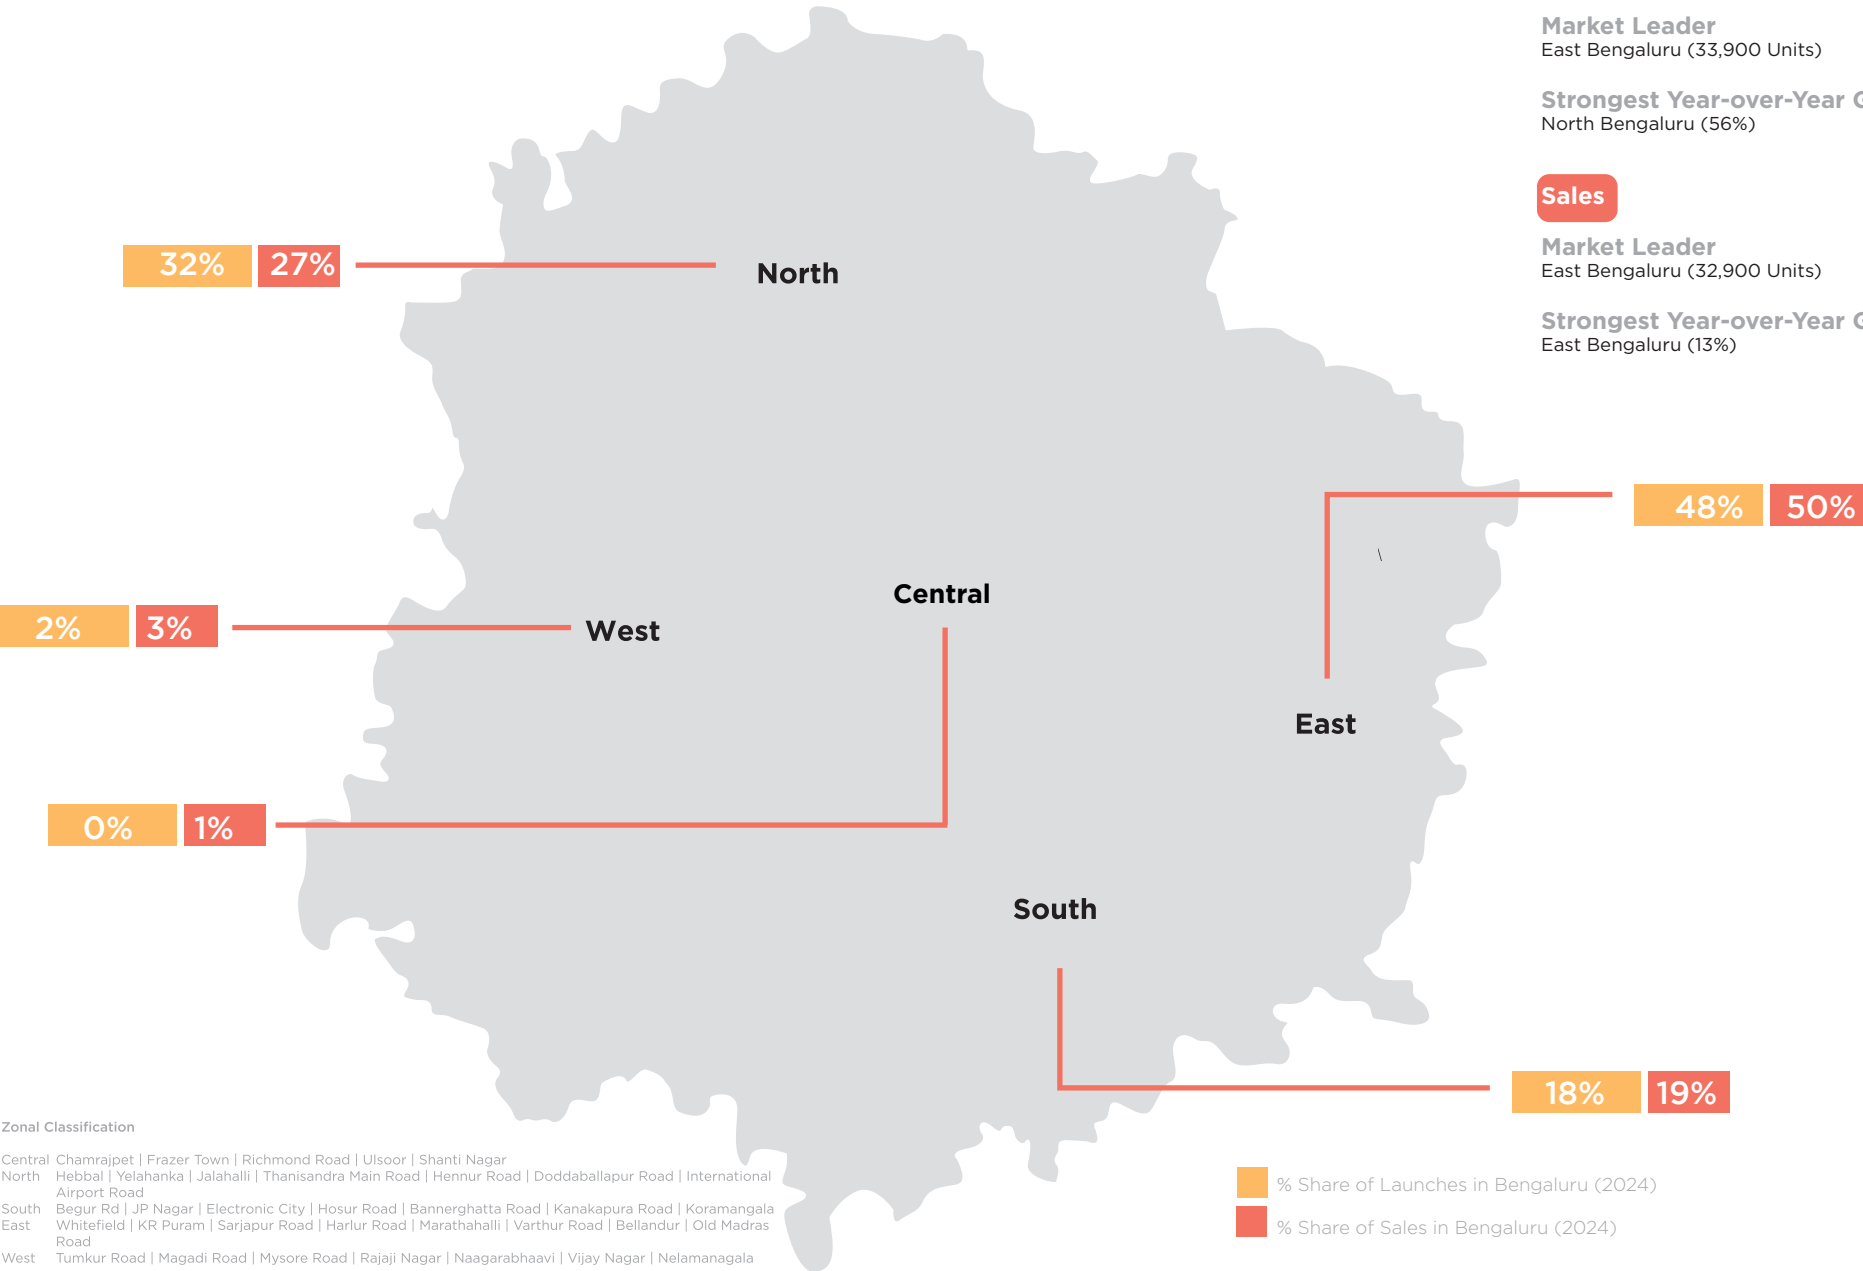 Market Leader
East Bengaluru (33,900 Units)
Strongest Year-over-Year
North Bengaluru (56%)
Sales
Market Leader
East Bengaluru (32,900 Units)
Strongest Year-over-Year
East Bengaluru (13%)
32% 27%
North
48% 50%
Central
2% 3%
West
East
0% 1%
South
18% 19%
Zonal Classification
Central Chamrajpet | Frazer Town | Richmond Road | Ulsoor | Shanti Nagar
North Hebbal | Yelahanka | Jalahalli | Thanisandra Main Road | Hennur Road | Doddaballapur Road | International
Airport Road
South Begur Rd | JP Nagar | Electronic City | Hosur Road | Bannerghatta Road | Kanakapura Road | Koramangala
East Whitefield | KR Puram | Sarjapur Road | Harlur Road | Marathahalli | Varthur Road | Bellandur | Old Madras
Road
West Tumkur Road | Magadi Road | Mysore Road | Rajaji Nagar | Naagarabhaavi | Vijay Nagar | Nelamanagala
% Share of Launches in Bengaluru (2024)
% Share of Sales in Bengaluru (2024)